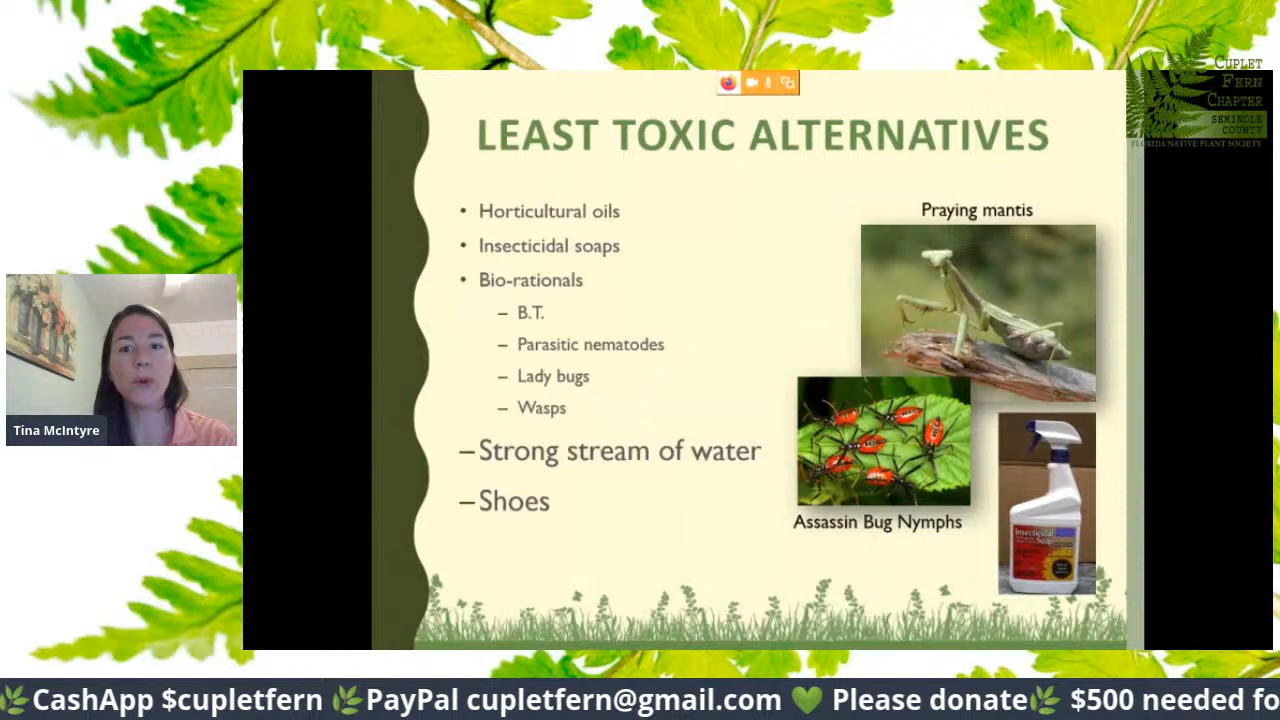 CUPLET
FERN
CHAPTER
SEMINOLE
COUNTY
FLORIDA NATIVE PLANT SOCIETY
LEAST TOXIC ALTERNATIVES
• Horticultural oils
• Insecticidal soaps
• Bio-rationals
– B.T.
– Parasitic nematodes
– Lady bugs
– Wasps
–Strong stream of water
–Shoes
Praying mantis
Assassin Bug Nymphs
Insecticidal
Soap
Tina McIntyre
🌿CashApp $cupletfern 🌿PayPal cupletfern@gmail.com 💚 Please donate🌿 $500 needed fo